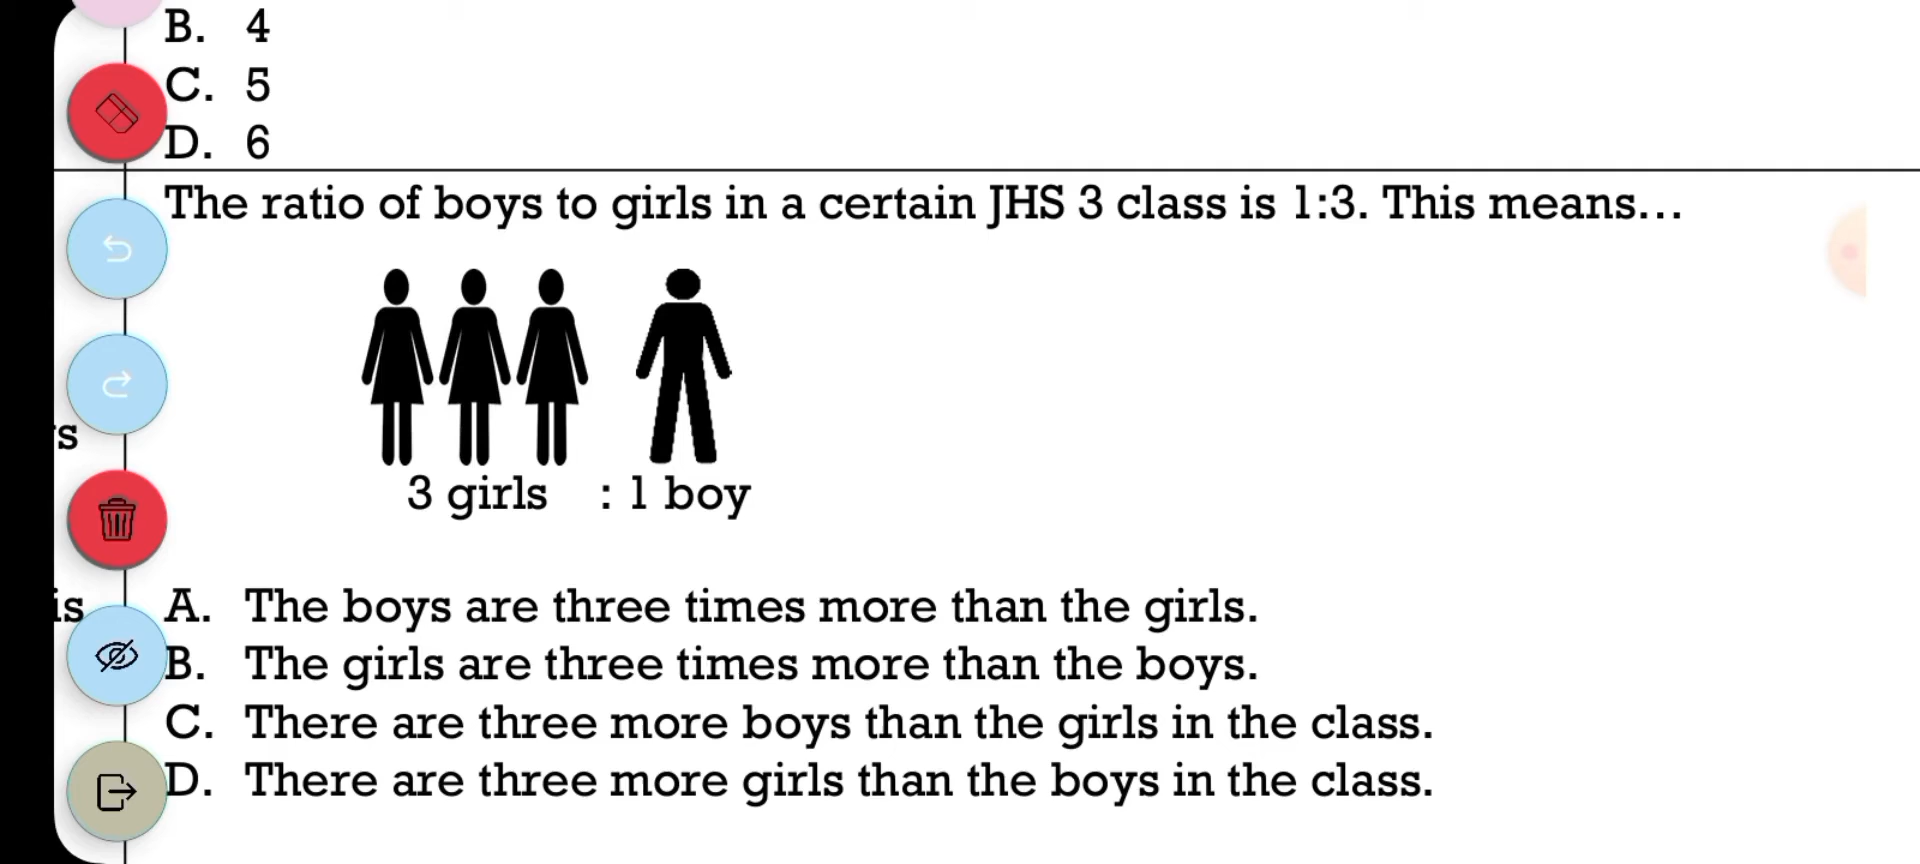 B. 4
C. 5
D. 6
The ratio of boys to girls in a certain JHS 3 class is 1:3. This means...
3 girls : 1 boy
s
is
A. The boys are three times more than the girls.
B. The girls are three times more than the boys.
C. There are three more boys than the girls in the class.
D. There are three more girls than the boys in the class.